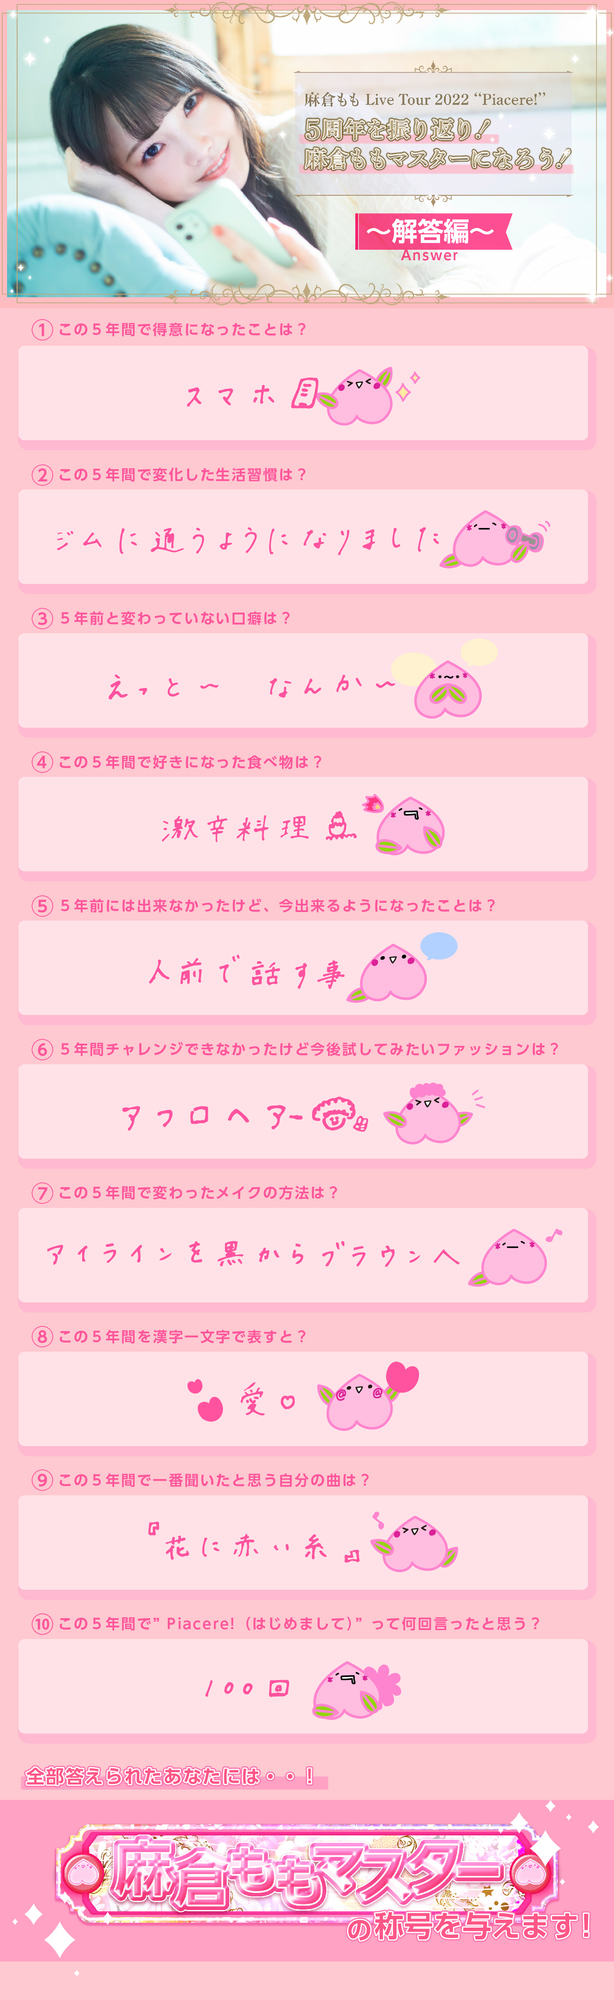 麻倉もも Live Tour 2022 “Piacere!”
5周年を振り返り！
麻倉ももマスターになろう！
～解答編～
Answer
① この５年間で得意になったことは？
スマホ
② この５年間で変化した生活習慣は？
ジムに通うようになりました
③ ５年前と変わっていない口癖は？
えっと〜 なんか〜
④ この５年間で好きになった食べ物は？
激辛料理
⑤ ５年前には出来なかったけど、今出来るようになったことは？
人前で話す事
⑥ ５年間チャレンジできなかったけど今後試してみたいファッションは？
アフロヘアー
⑦ この５年間で変わったメイクの方法は？
アイラインを黒からブラウンへ
⑧ この５年間を漢字一文字で表すと？
愛
⑨ この５年間で一番聞いたと思う自分の曲は？
『花に赤い糸』
⑩ この５年間で” Piacere!（はじめまして）” って何回言ったと思う？
100回
全部答えられたあなたには・・！
麻倉ももマスター
の称号を与えます！